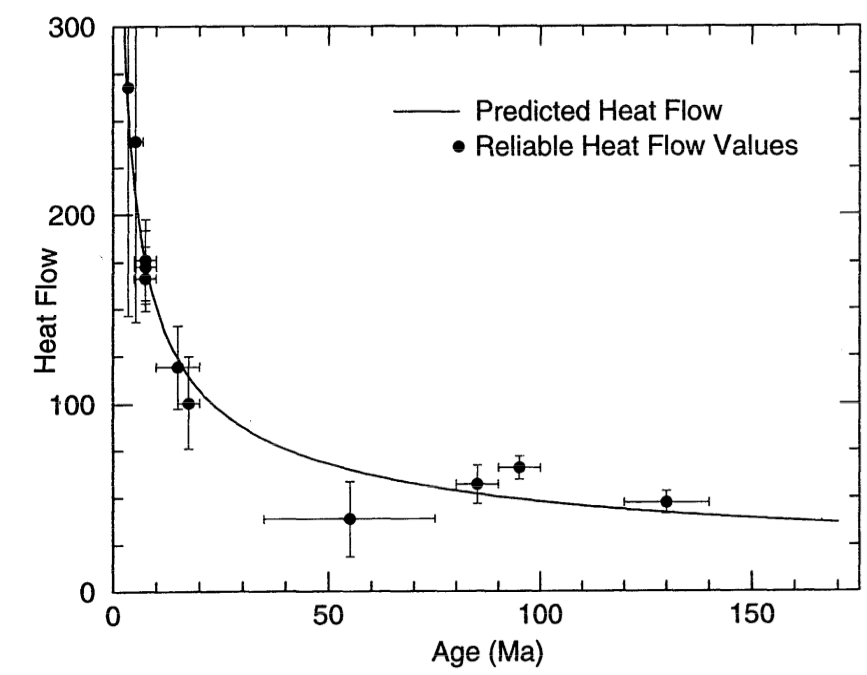 300
200
100
0
Heat Flow
Predicted Heat Flow
Reliable Heat Flow Values
0
50
100
150
Age (Ma)